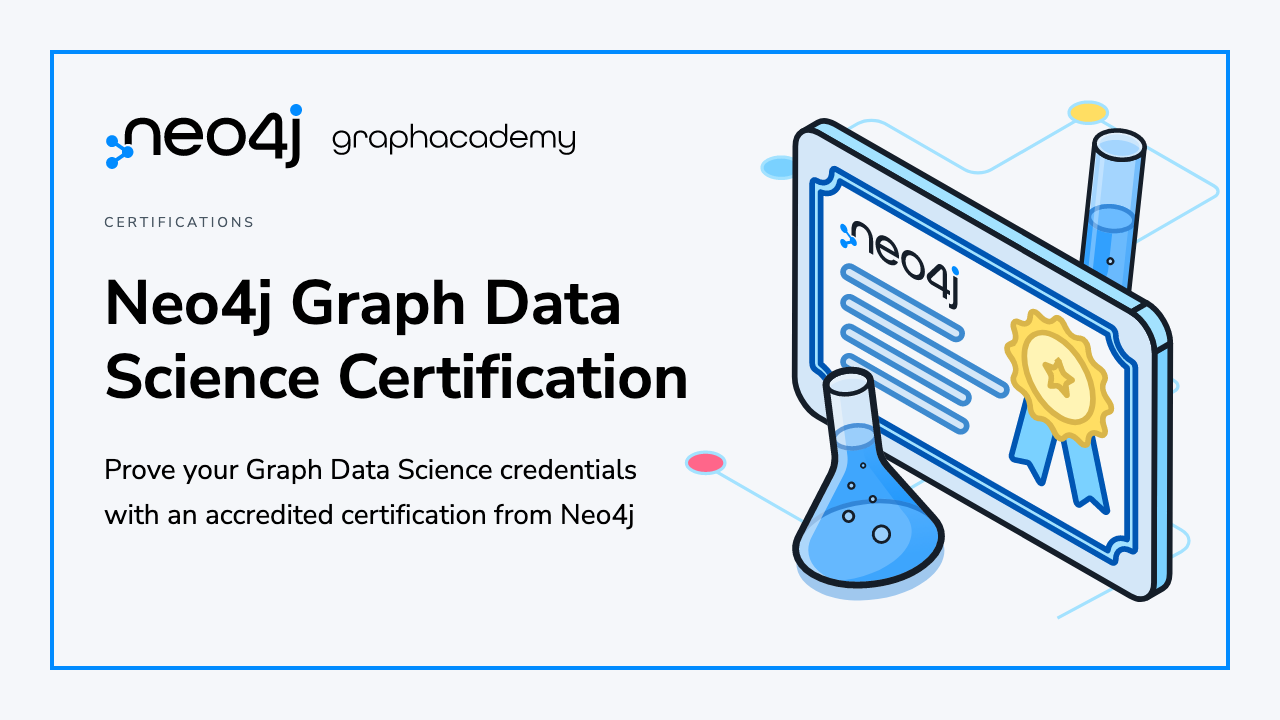 neo4j graphacademy
CERTIFICATIONS
Neo4j Graph Data
Science Certification
Prove your Graph Data Science credentials
with an accredited certification from Neo4j
neo4j